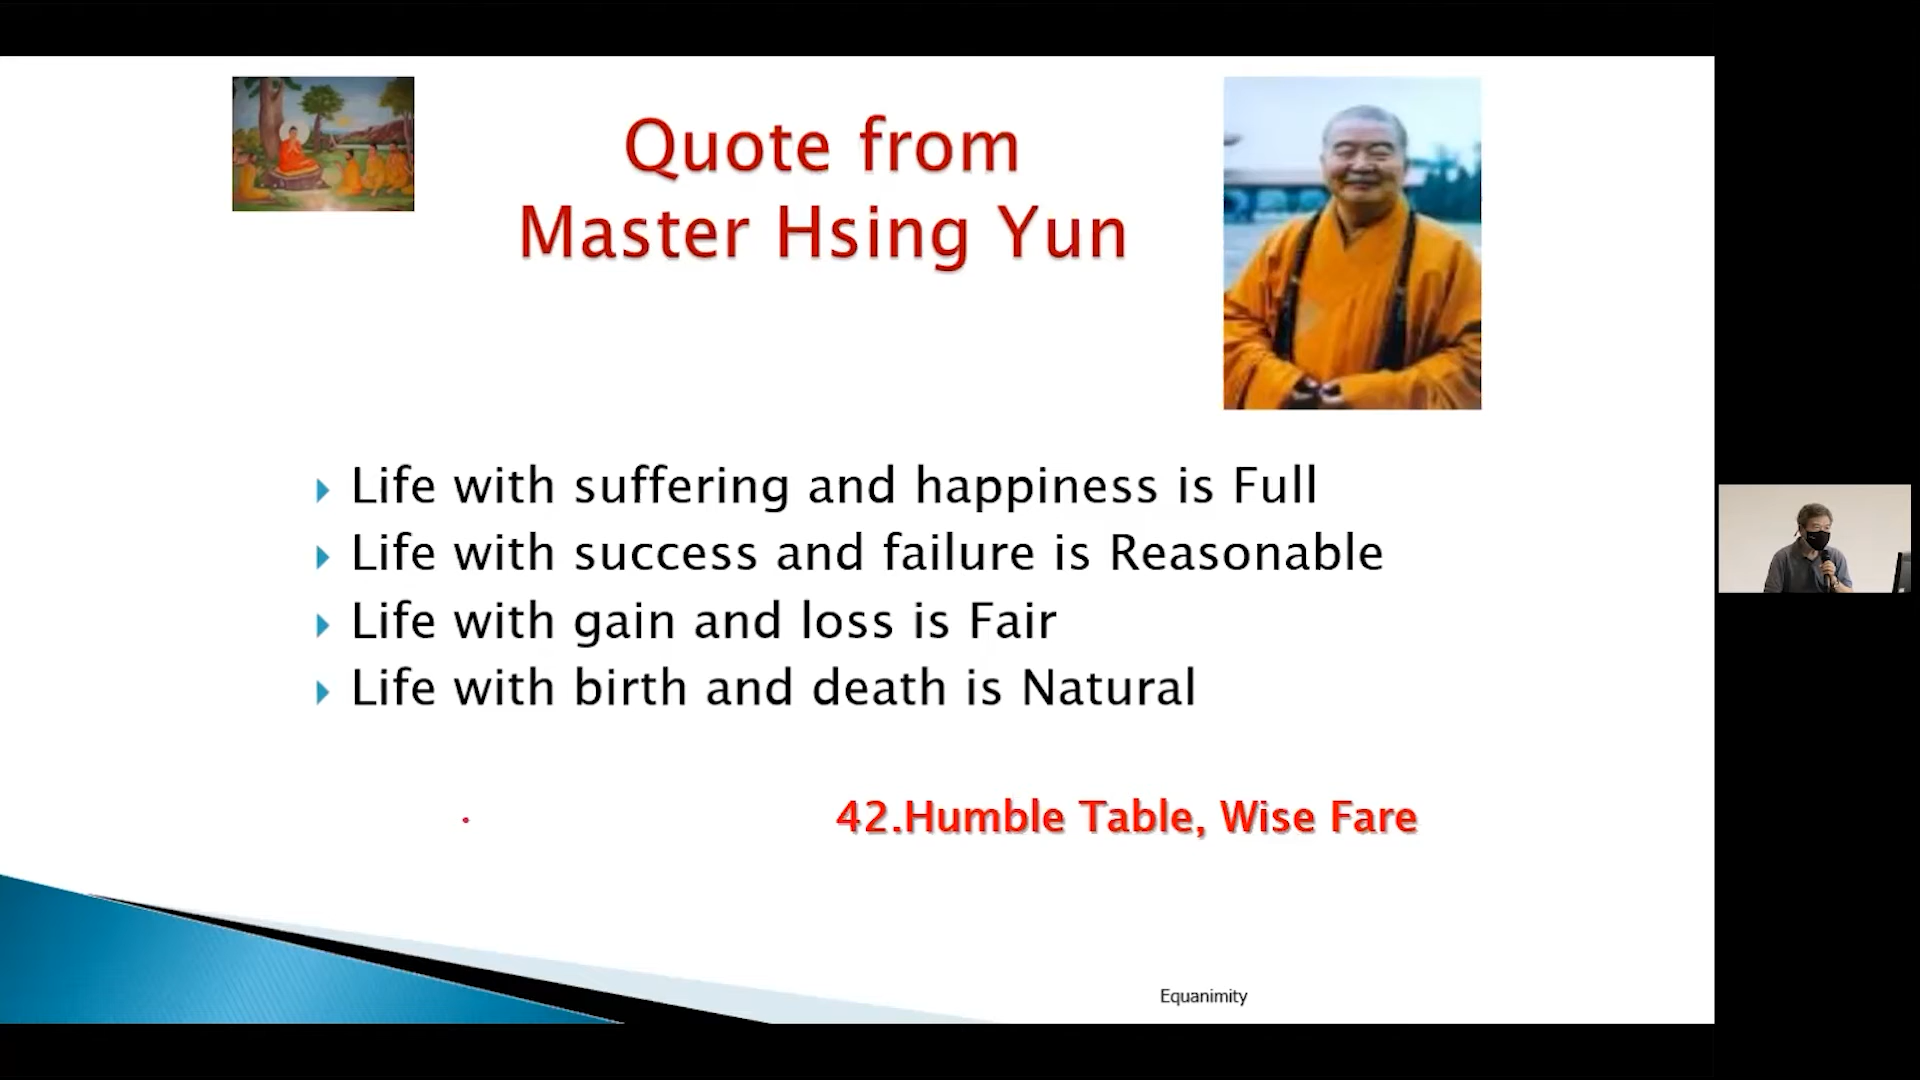 Quote from
Master Hsing Yun
Life with suffering and happiness is Full
Life with success and failure is Reasonable
Life with gain and loss is Fair
Life with birth and death is Natural
42.Humble Table, Wise Fare
Equanimity